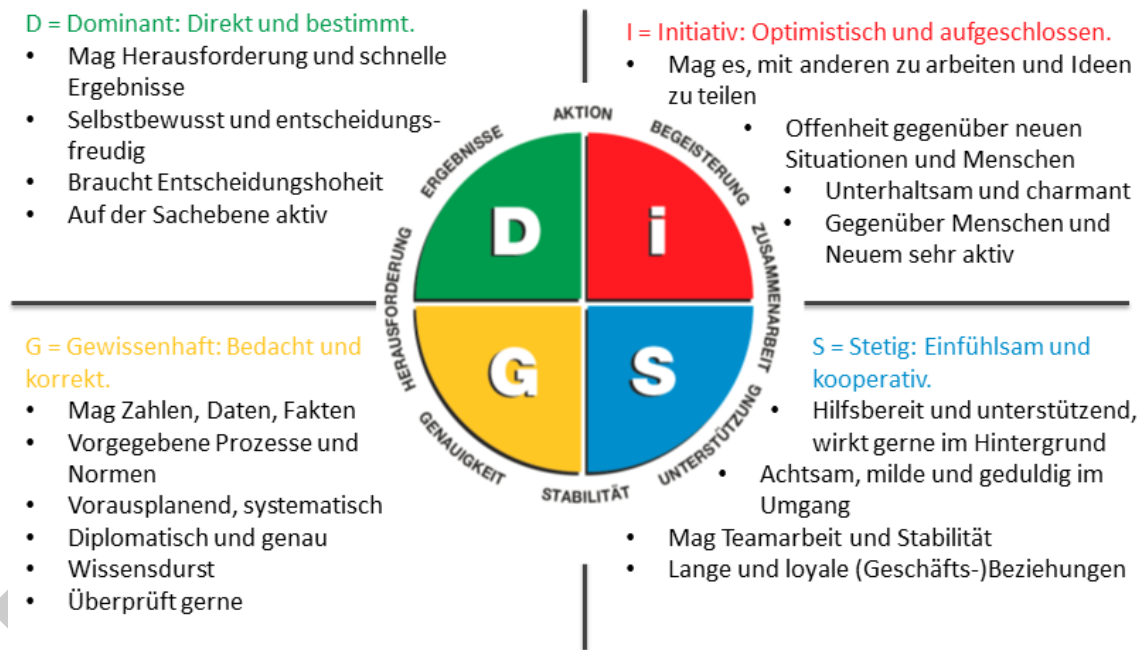 D = Dominant: Direkt und bestimmt.
• Mag Herausforderung und schnelle
Ergebnisse
• Selbstbewusst und entscheidungs-
freudig
• Braucht Entscheidungshoheit
• Auf der Sachebene aktiv
I = Initiativ: Optimistisch und aufgeschlossen.
• Mag es, mit anderen zu arbeiten und Ideen
zu teilen
• Offenheit gegenüber neuen
Situationen und Menschen
• Unterhaltsam und charmant
• Gegenüber Menschen und
Neuem sehr aktiv
HERAUSFORDERUNG
ERGEBNISSE
AKTION
BEGEISTERUNG
ZUSAMMENARBEIT
UNTERSTÜTZUNG
STABILITÄT
GENAUIGKEIT
D
i
G
S
G = Gewissenhaft: Bedacht und
korrekt.
• Mag Zahlen, Daten, Fakten
• Vorgegebene Prozesse und
Normen
• Vorausplanend, systematisch
• Diplomatisch und genau
• Wissensdurst
• Überprüft gerne
S = Stetig: Einfühlsam und
kooperativ.
• Hilfsbereit und unterstützend,
wirkt gerne im Hintergrund
• Achtsam, milde und geduldig im
Umgang
• Mag Teamarbeit und Stabilität
• Lange und loyale (Geschäfts-)Beziehungen